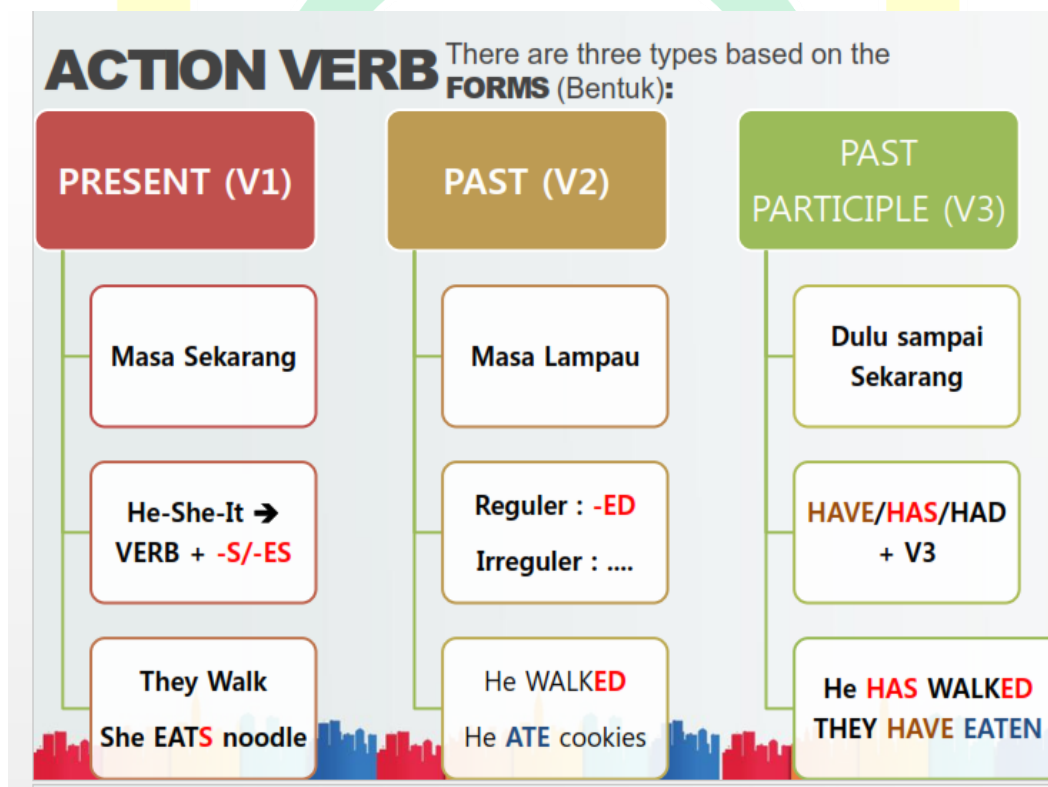 ACTION VERB
There are three types based on the
FORMS (Bentuk):
PRESENT (V1)
Masa Sekarang
He-She-It ➔
VERB + -S/-ES
They Walk
She EATS noodle
PAST (V2)
Masa Lampau
Reguler : -ED
Irreguler : ....
He WALKED
He ATE cookies
PAST
PARTICIPLE (V3)
Dulu sampai
Sekarang
HAVE/HAS/HAD
+ V3
He HAS WALKED
THEY HAVE EATEN